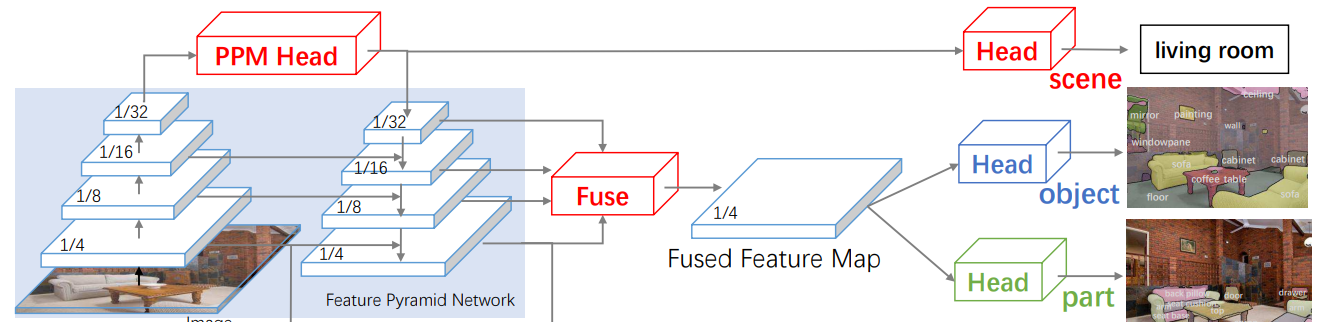 PPM Head
Head
scene
living room
1/32
1/16
1/8
1/4
1/32
1/16
1/8
1/4
Feature Pyramid Network
Image
Fuse
1/4
Fused Feature Map
Head
object
Head
part
ceiling
mirror
painting
wall
windowpane
sofa
cabinet
cabinet
coffee table
sofa
floor
back pillow
door
drawer
seat base
top